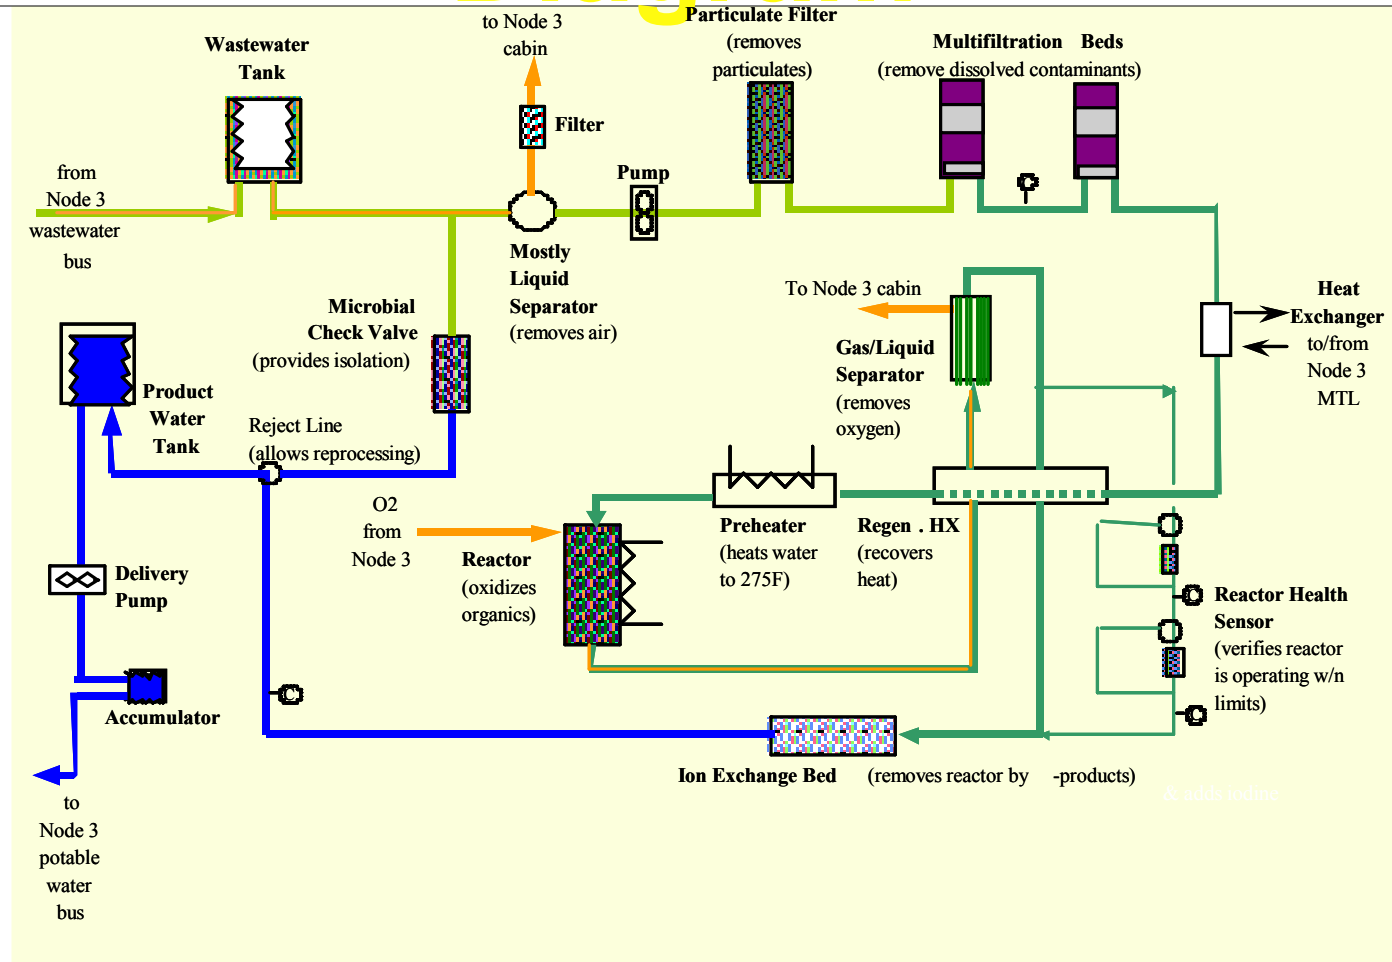 to Node 3
cabin
Particulate Filter
(removes
particulates)
Wastewater
Tank
Multifiltration Beds
(remove dissolved contaminants)
Filter
from
Node 3
wastewater
bus
Pump
Mostly
Liquid
Separator
(removes air)
To Node 3 cabin
Heat
Exchanger
to/from
Node 3
MTL
Microbial
Check Valve
(provides isolation)
Gas/Liquid
Separator
(removes
oxygen)
Product
Water
Tank
Reject Line
(allows reprocessing)
O2
from
Node 3
Reactor
(oxidizes
organics)
Preheater
(heats water
to 275F)
Regen . HX
(recovers
heat)
Delivery
Pump
Reactor Health
Sensor
(verifies reactor
is operating w/n
limits)
C
C
C
C
Accumulator
Ion Exchange Bed (removes reactor by -products)
& adds iodine
to
Node 3
potable
water
bus